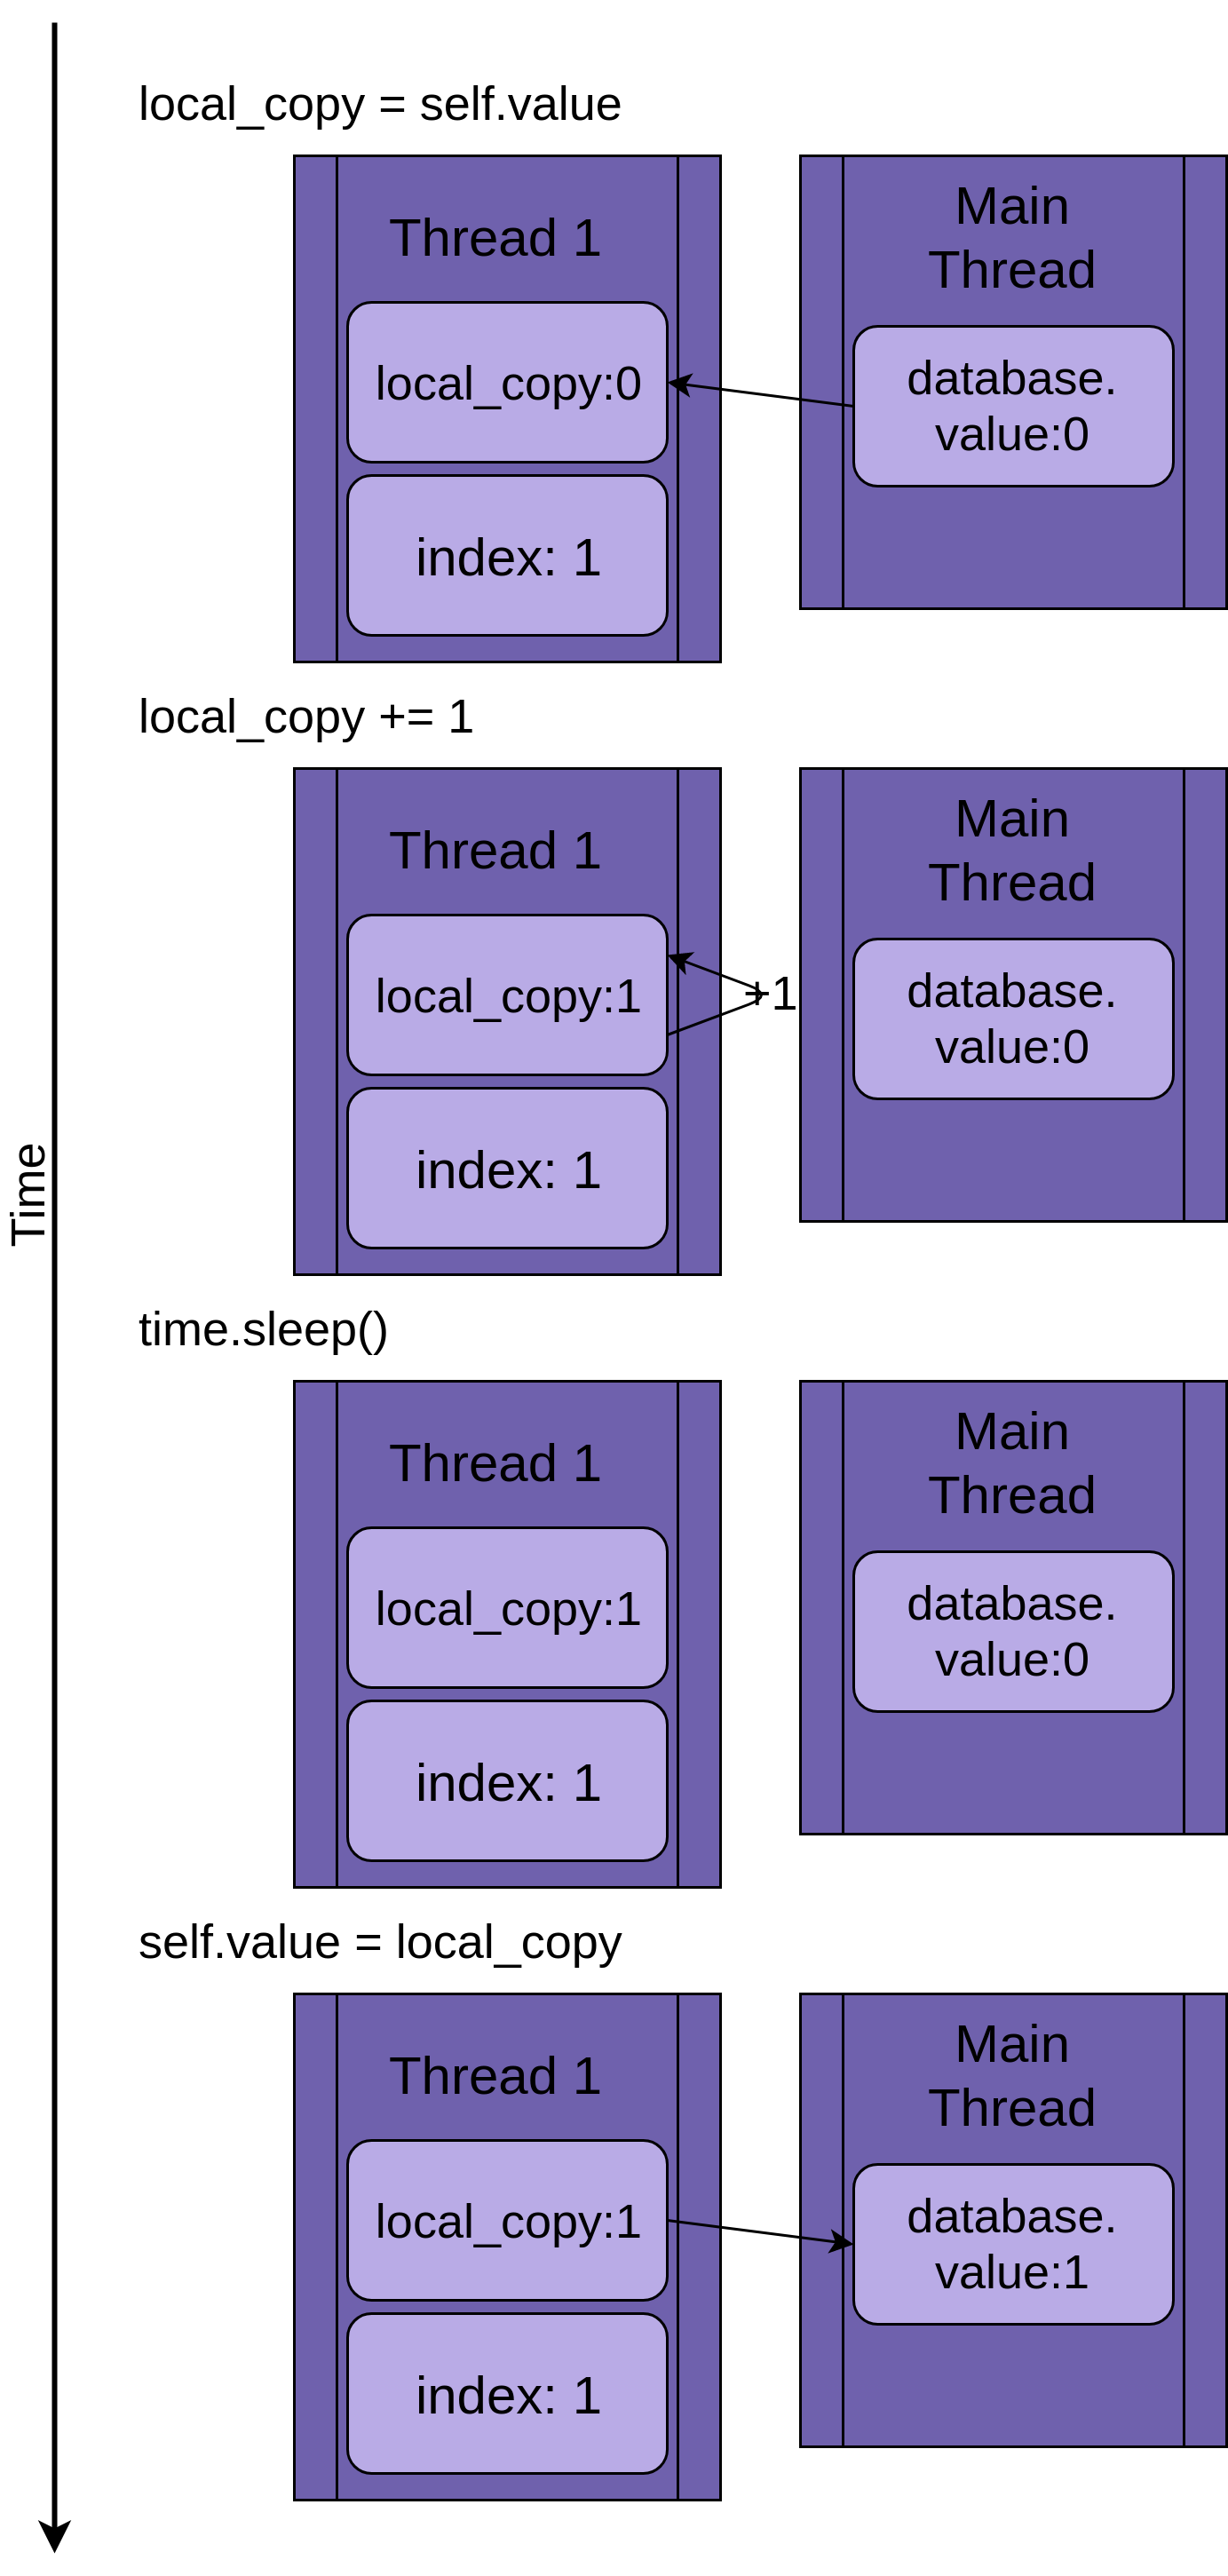 local_copy = self.value
Thread 1
Main
Thread
local_copy:0
database.
value:0
index: 1
local_copy += 1
Thread 1
Main
Thread
local_copy:1
+1
database.
value:0
index: 1
Time
time.sleep()
Thread 1
Main
Thread
local_copy:1
database.
value:0
index: 1
self.value = local_copy
Thread 1
Main
Thread
local_copy:1
database.
value:1
index: 1